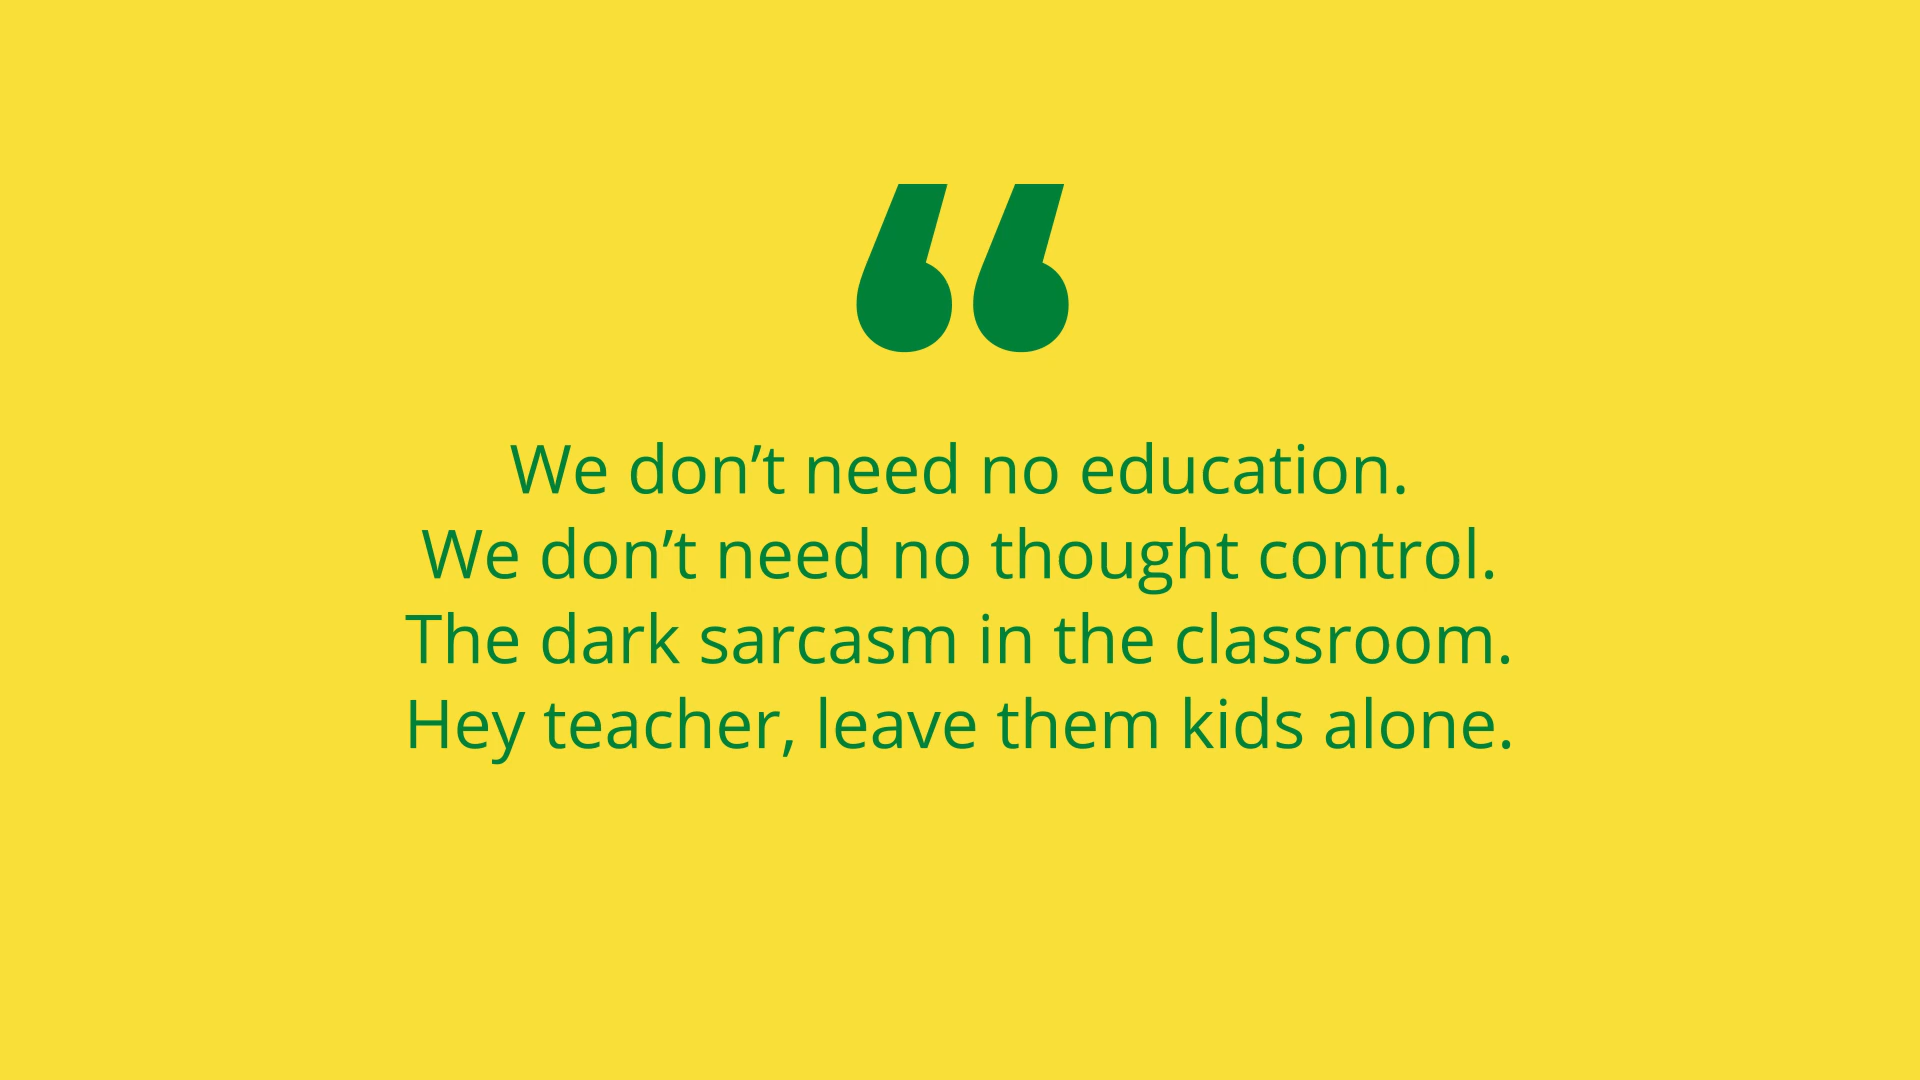 “
We don’t need no education.
We don’t need no thought control.
The dark sarcasm in the classroom.
Hey teacher, leave them kids alone.